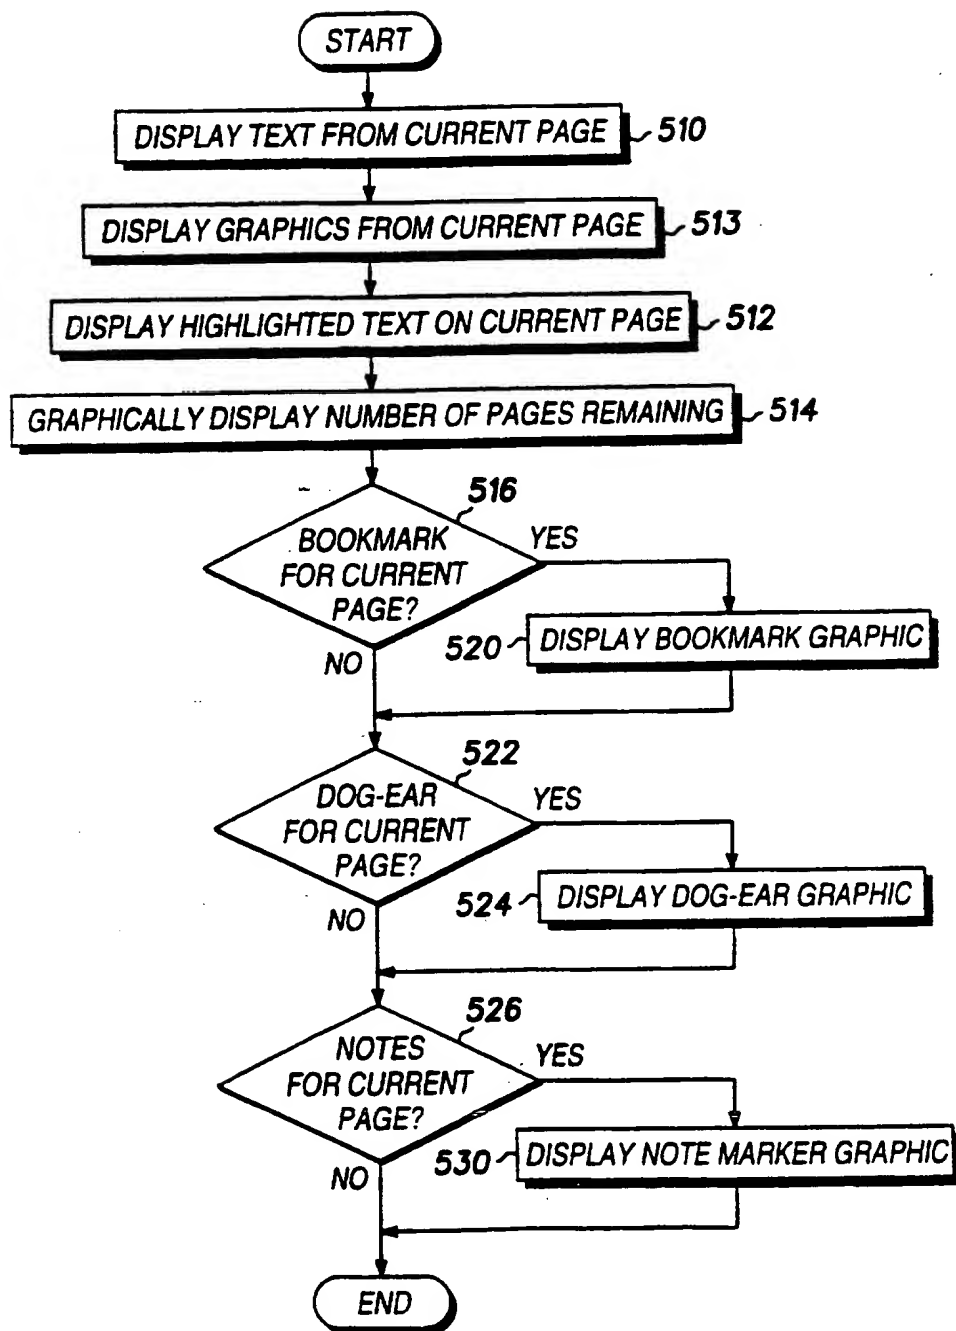 START
DISPLAY TEXT FROM CURRENT PAGE 510
DISPLAY GRAPHICS FROM CURRENT PAGE 513
DISPLAY HIGHLIGHTED TEXT ON CURRENT PAGE 512
GRAPHICALLY DISPLAY NUMBER OF PAGES REMAINING 514
516
BOOKMARK
FOR CURRENT
PAGE?
YES
NO
520 DISPLAY BOOKMARK GRAPHIC
522
DOG-EAR
FOR CURRENT
PAGE?
YES
NO
524 DISPLAY DOG-EAR GRAPHIC
526
NOTES
FOR CURRENT
PAGE?
YES
NO
530 DISPLAY NOTE MARKER GRAPHIC
END